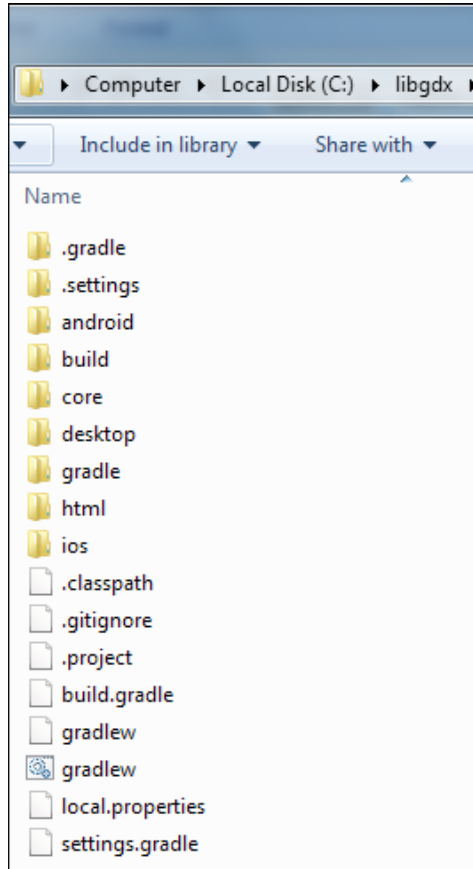 Computer Local Disk (C:) libgdx
Include in library Share with
Name
.gradle
.settings
android
build
core
desktop
gradle
html
ios
.classpath
.gitignore
.project
build.gradle
gradlew
gradlew
local.properties
settings.gradle